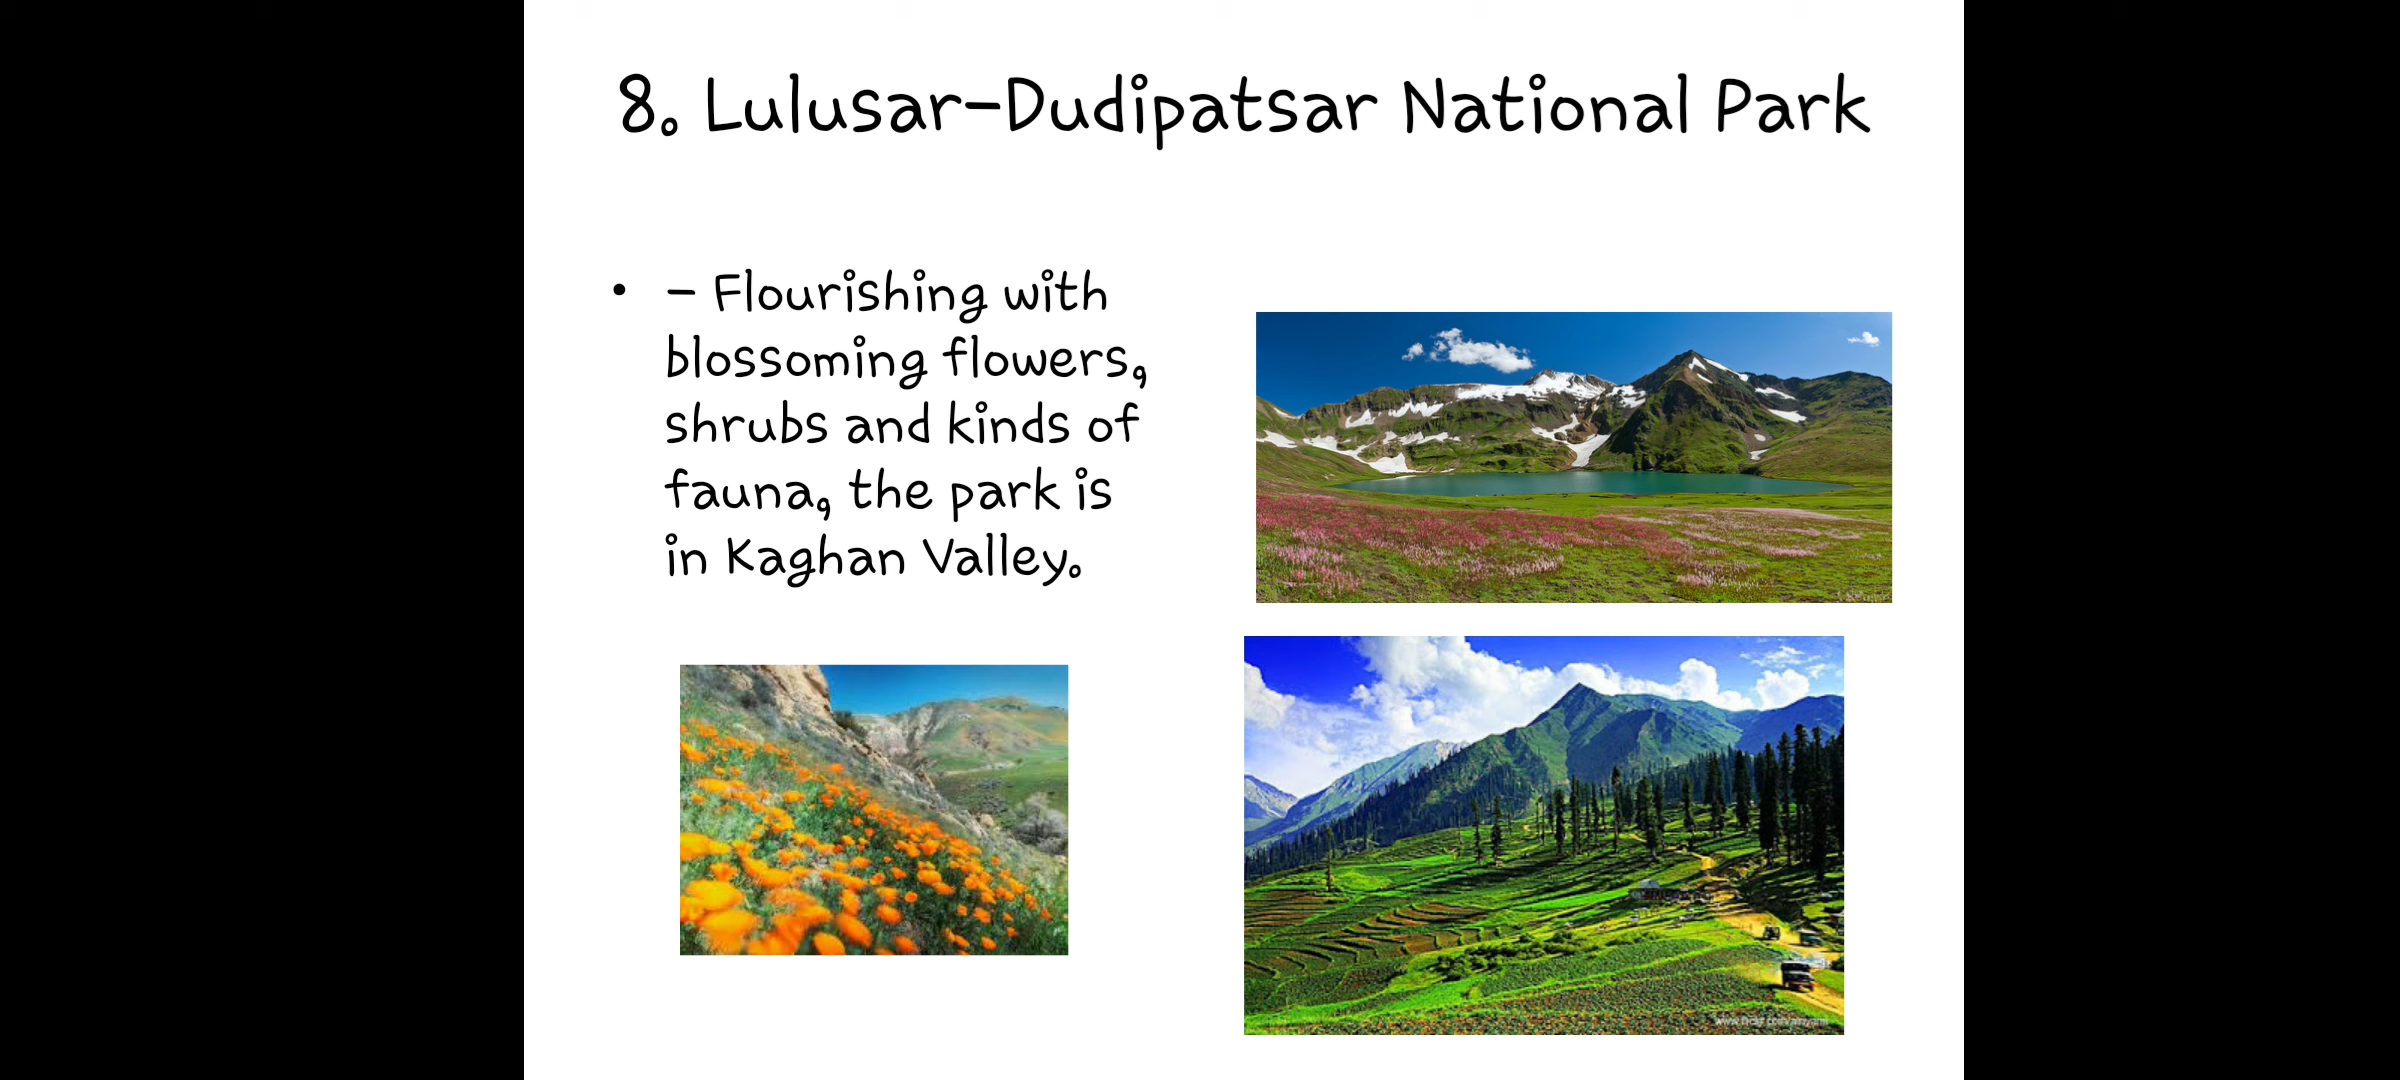 8. Lulusar-Dudipatsar National Park
• – Flourishing with
blossoming flowers,
shrubs and kinds of
fauna, the park is
in Kaghan Valley.